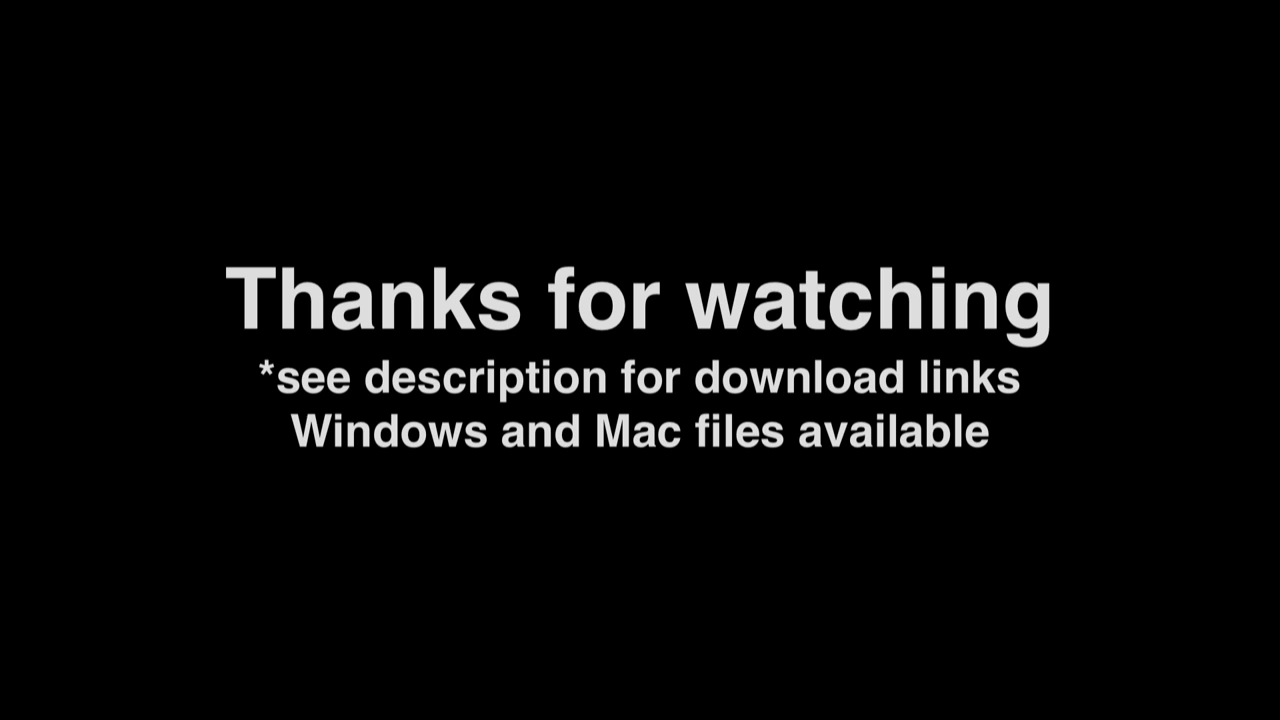 Thanks for watching
*see description for download links
Windows and Mac files available